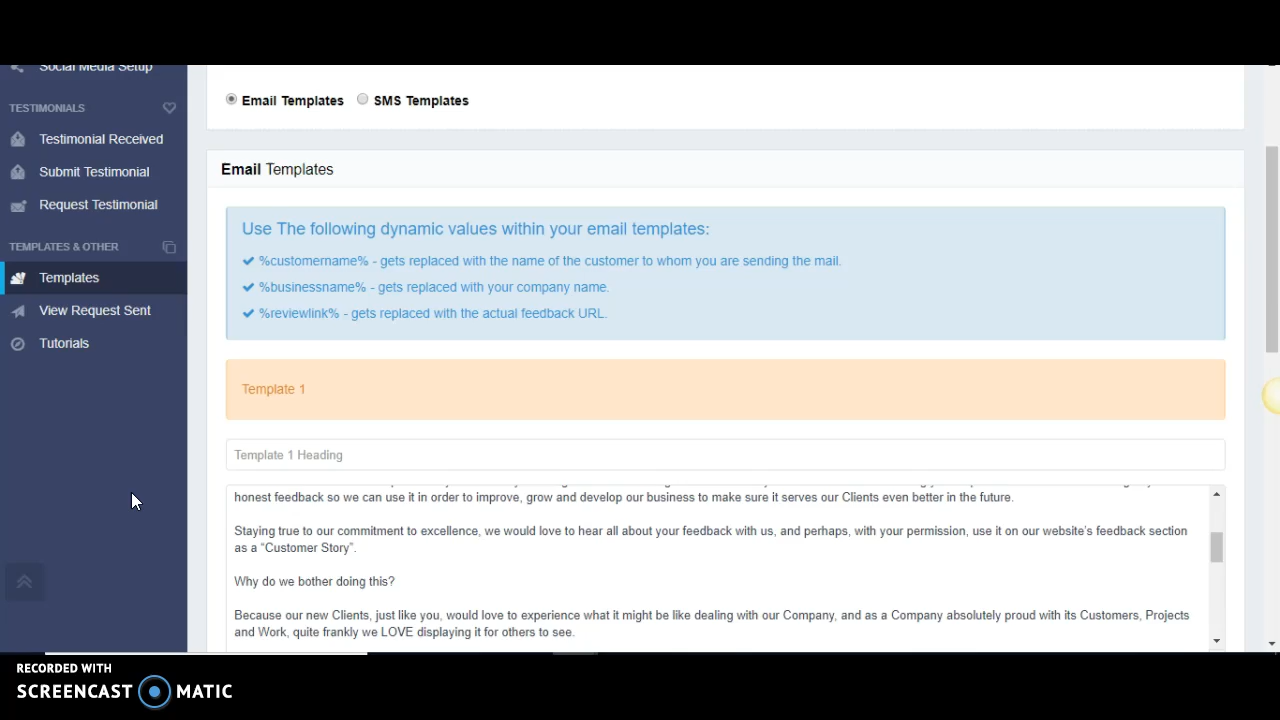 Social Media Setup
TESTIMONIALS
Testimonial Received
Submit Testimonial
Request Testimonial
TEMPLATES & OTHER
Templates
View Request Sent
Tutorials
Email Templates SMS Templates
Email Templates
Use The following dynamic values within your email templates:
%customername% - gets replaced with the name of the customer to whom you are sending the mail.
%businessname% - gets replaced with your company name.
%reviewlink% - gets replaced with the actual feedback URL.
Template 1
Template 1 Heading
honest feedback so we can use it in order to improve, grow and develop our business to make sure it serves our Clients even better in the future.
Staying true to our commitment to excellence, we would love to hear all about your feedback with us, and perhaps, with your permission, use it on our website's feedback section
as a “Customer Story”.
Why do we bother doing this?
Because our new Clients, just like you, would love to experience what it might be like dealing with our Company, and as a Company absolutely proud with its Customers, Projects
and Work, quite frankly we LOVE displaying it for others to see.
RECORDED WITH
SCREENCAST MATIC